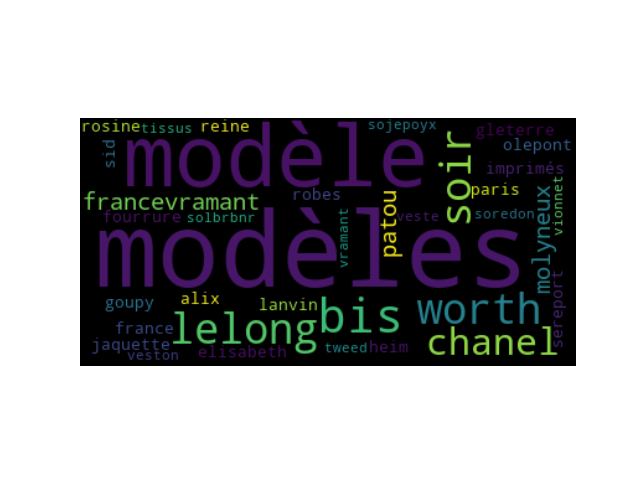 rosine tissus reine sojepoyx gleterre
sid modèle soir olepont
imprimés
francevramant robes patou paris
fourrure solbrbnr vramant veste soredon molyneux vionnet
modèles
goupy alix lanvin bis worth sereport
france lelong chanel
jaquette veston elisabeth tweed heim